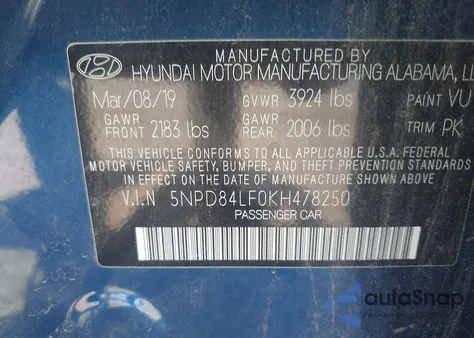 MANUFACTURED BY
HYUNDAI MOTOR MANUFACTURING ALABAMA, LL
Mar/08/19 GVWR 3924 lbs PAINT VU
GAWR FRONT 2183 lbs GAWR REAR 2006 lbs TRIM PK
THIS VEHICLE CONFORMS TO ALL APPLICABLE U.S.A. FEDERAL
MOTOR VEHICLE SAFETY, BUMPER, AND THEFT PREVENTION STANDARDS
IN EFFECT ON THE DATE OF MANUFACTURE SHOWN ABOVE.
V.I.N 5NPD84LF0KH478250
PASSENGER CAR
autoSnap